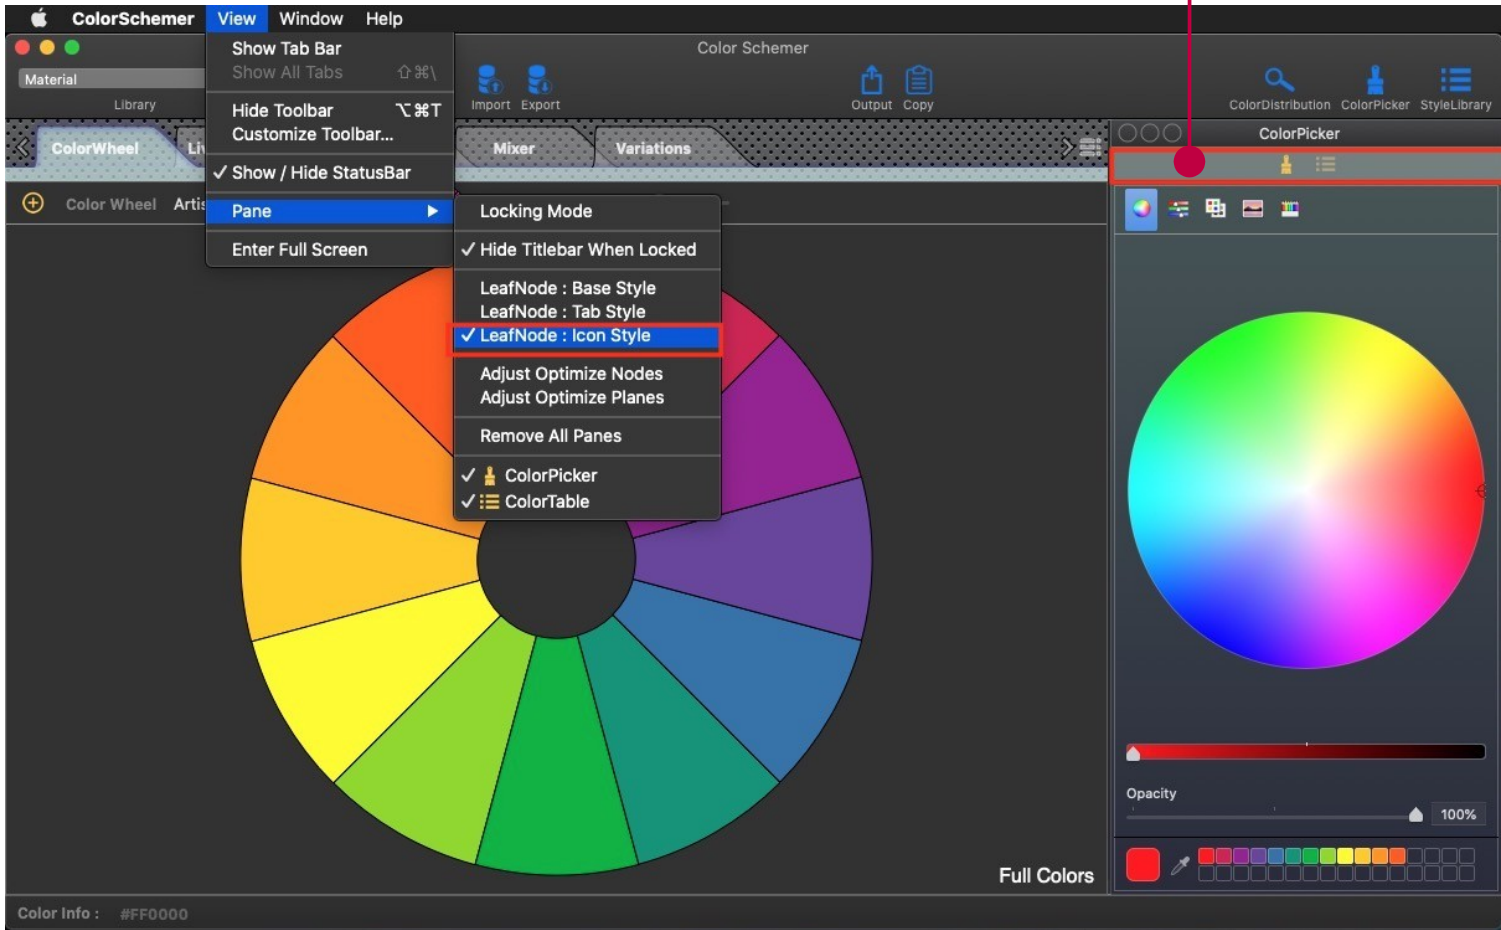 ColorSchemer View Window Help
Color Schemer
Material
Library
Import Export
Output Copy
ColorDistribution ColorPicker StyleLibrary
Show Tab Bar
Show All Tabs ⇧⌘\
Hide Toolbar ⌥⌘T
Customize Toolbar...
✓ Show / Hide StatusBar
Pane ▶
Enter Full Screen
ColorWheel
Mixer
Variations
ColorPicker
Color Wheel
Locking Mode
✓ Hide Titlebar When Locked
LeafNode : Base Style
LeafNode : Tab Style
✓ LeafNode : Icon Style
Adjust Optimize Nodes
Adjust Optimize Planes
Remove All Panes
✓ ColorPicker
✓ ColorTable
Opacity
100%
Full Colors
Color Info : #FF0000